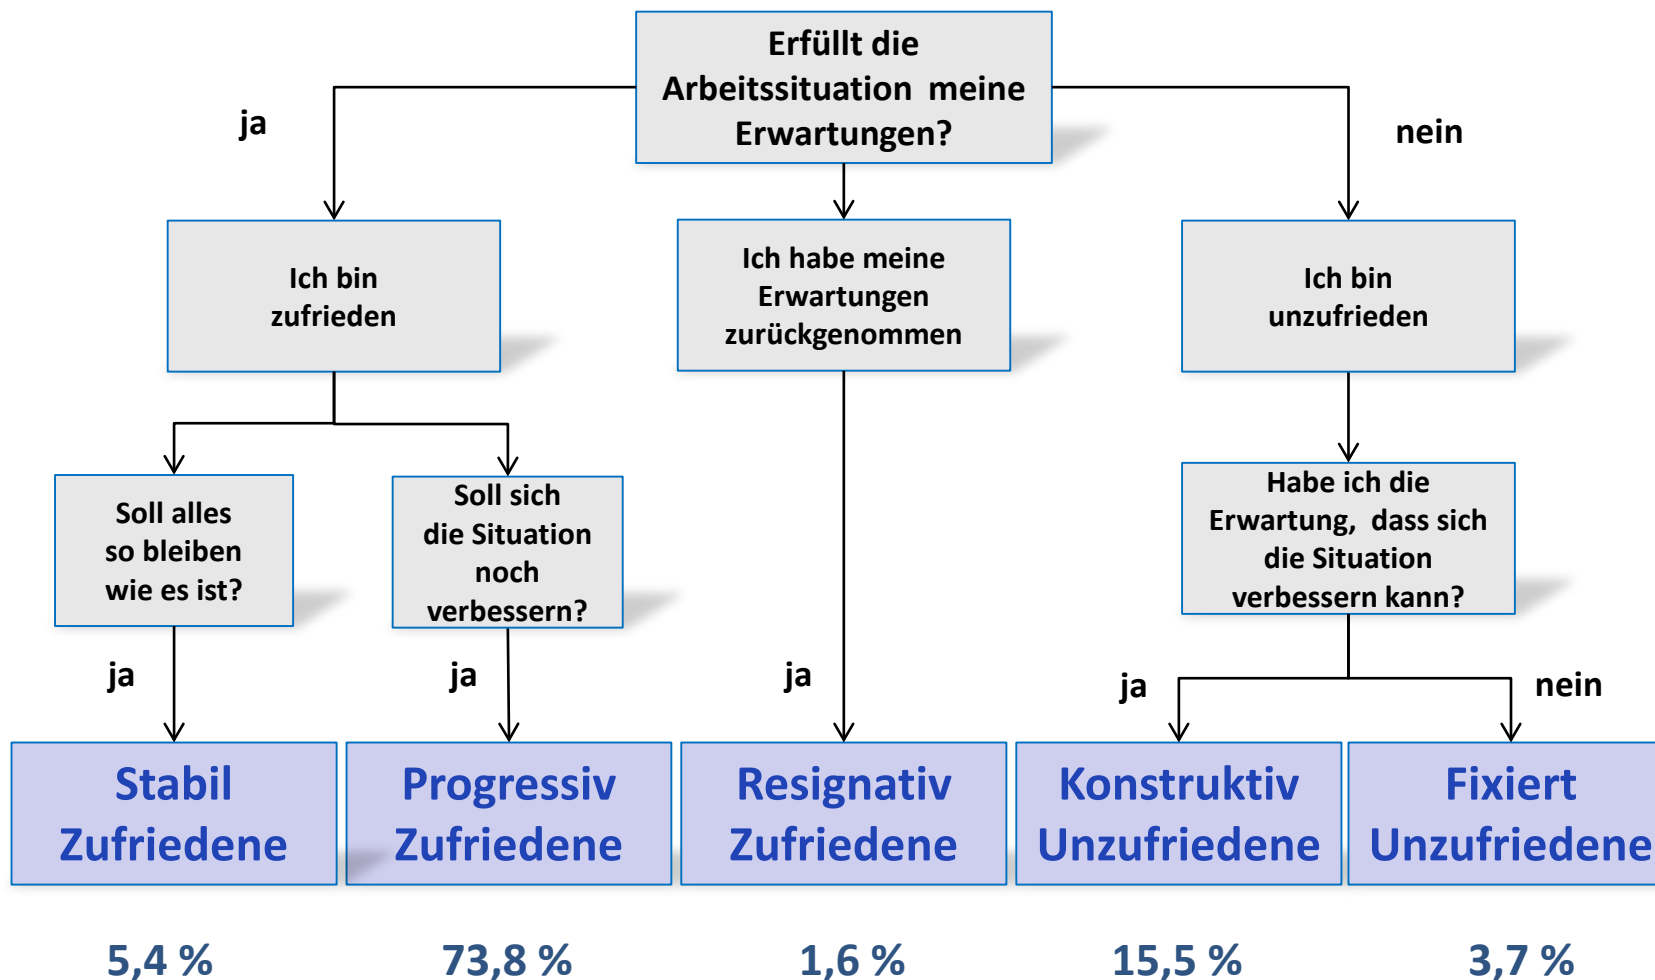 Erfüllt die
Arbeitssituation meine
Erwartungen?
ja
nein
Ich bin
zufrieden
Ich habe meine
Erwartungen
zurückgenommen
Ich bin
unzufrieden
Soll alles
so bleiben
wie es ist?
Soll sich
die Situation
noch
verbessern?
Habe ich die
Erwartung, dass sich
die Situation
verbessern kann?
ja
ja
ja
ja
nein
Stabil
Zufriedene
Progressiv
Zufriedene
Resignativ
Zufriedene
Konstruktiv
Unzufriedene
Fixiert
Unzufriedene
5,4 %
73,8 %
1,6 %
15,5 %
3,7 %